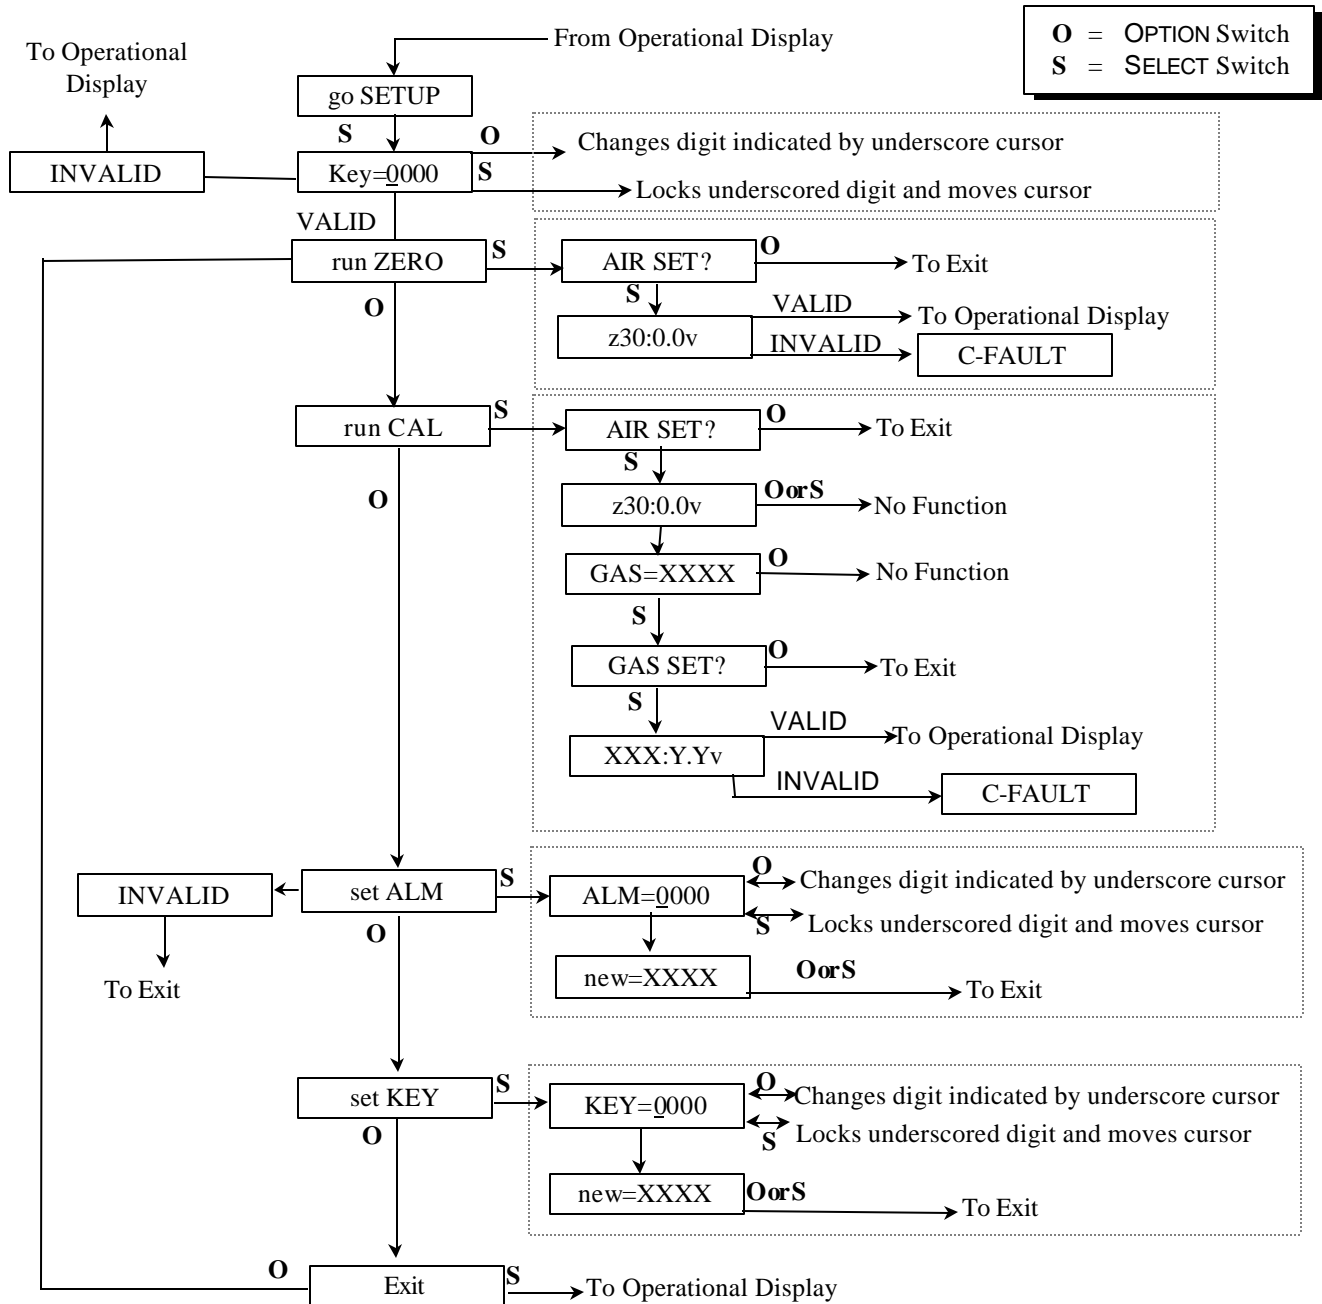 From Operational Display
O = OPTION Switch
S = SELECT Switch
To Operational
Display
go SETUP
S
O
Changes digit indicated by underscore cursor
INVALID
Key=0000
S
Locks underscored digit and moves cursor
VALID
run ZERO
S
AIR SET?
O
To Exit
O
S
VALID
To Operational Display
z30:0.0v
INVALID
C-FAULT
run CAL
S
AIR SET?
O
To Exit
S
O
z30:0.0v
OorS
No Function
GAS=XXXX
O
No Function
S
GAS SET?
O
To Exit
S
VALID
XXX:Y.Yv
To Operational Display
INVALID
C-FAULT
INVALID
set ALM
S
ALM=0000
O
Changes digit indicated by underscore cursor
O
S
Locks underscored digit and moves cursor
To Exit
new=XXXX
OorS
To Exit
set KEY
S
KEY=0000
O
Changes digit indicated by underscore cursor
O
S
Locks underscored digit and moves cursor
new=XXXX
OorS
To Exit
O
Exit
S
To Operational Display